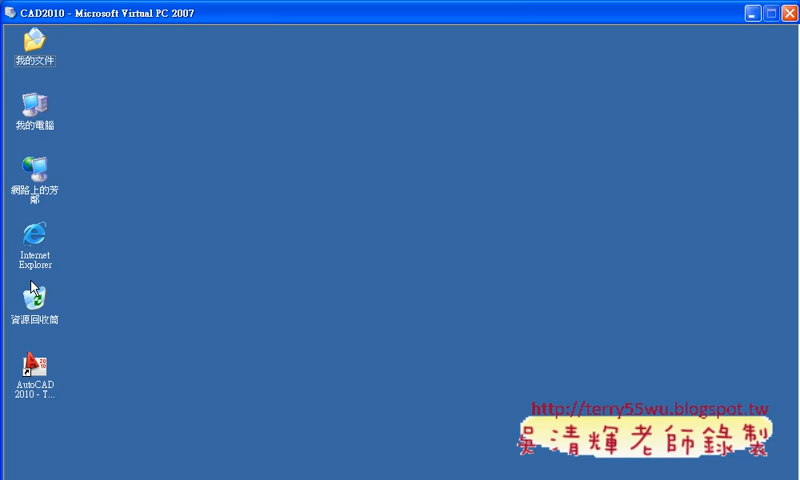 CAD2010 - Microsoft Virtual PC 2007
我的文件
我的電腦
網路上的芳
鄰
Internet
Explorer
資源回收筒
AutoCAD
2010 - T...
http://terry55wu.blogspot.tw
吳清輝老師錄製